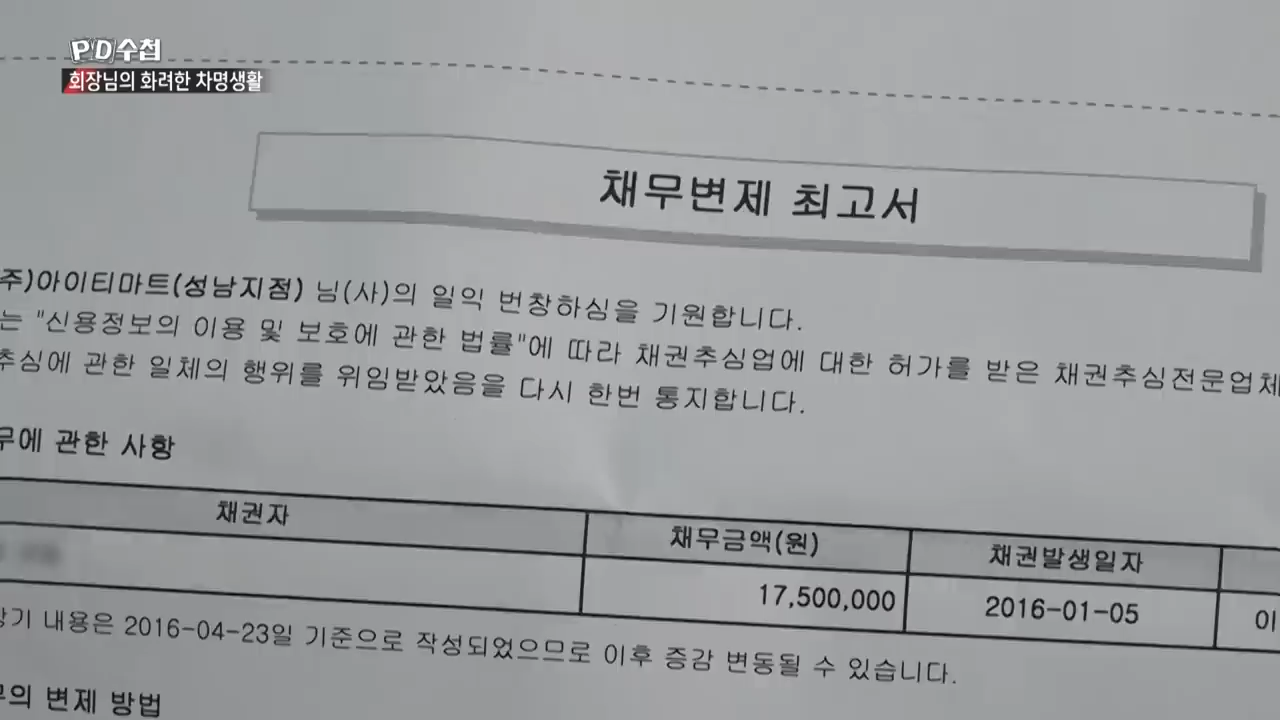 PD수첩
회장님의 화려한 차명생활
채무변제 최고서
주)아이티마트(성남지점) 님(사)의 일익 번창하심을 기원합니다.
는 "신용정보의 이용 및 보호에 관한 법률"에 따라 채권추심업에 대한 허가를 받은 채권추심전문업체
추심에 관한 일체의 행위를 위임받았음을 다시 한번 통지합니다.
무에 관한 사항
채권자 채무금액(원) 채권발생일자
17,500,000 2016-01-05 이
상기 내용은 2016-04-23일 기준으로 작성되었으므로 이후 증감 변동될 수 있습니다.
무의 변제 방법